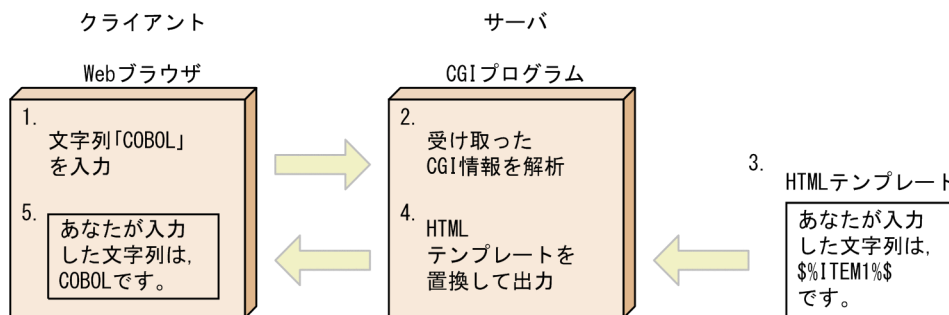 クライアント
サーバ
Webブラウザ
CGIプログラム
1.
文字列「COBOL」
を入力
2.
受け取った
CGI情報を解析
3.
HTMLテンプレート
あなたが入力
した文字列は,
$%ITEM1%$
です。
4.
HTML
テンプレートを
置換して出力
5.
あなたが入力
した文字列は,
COBOLです。